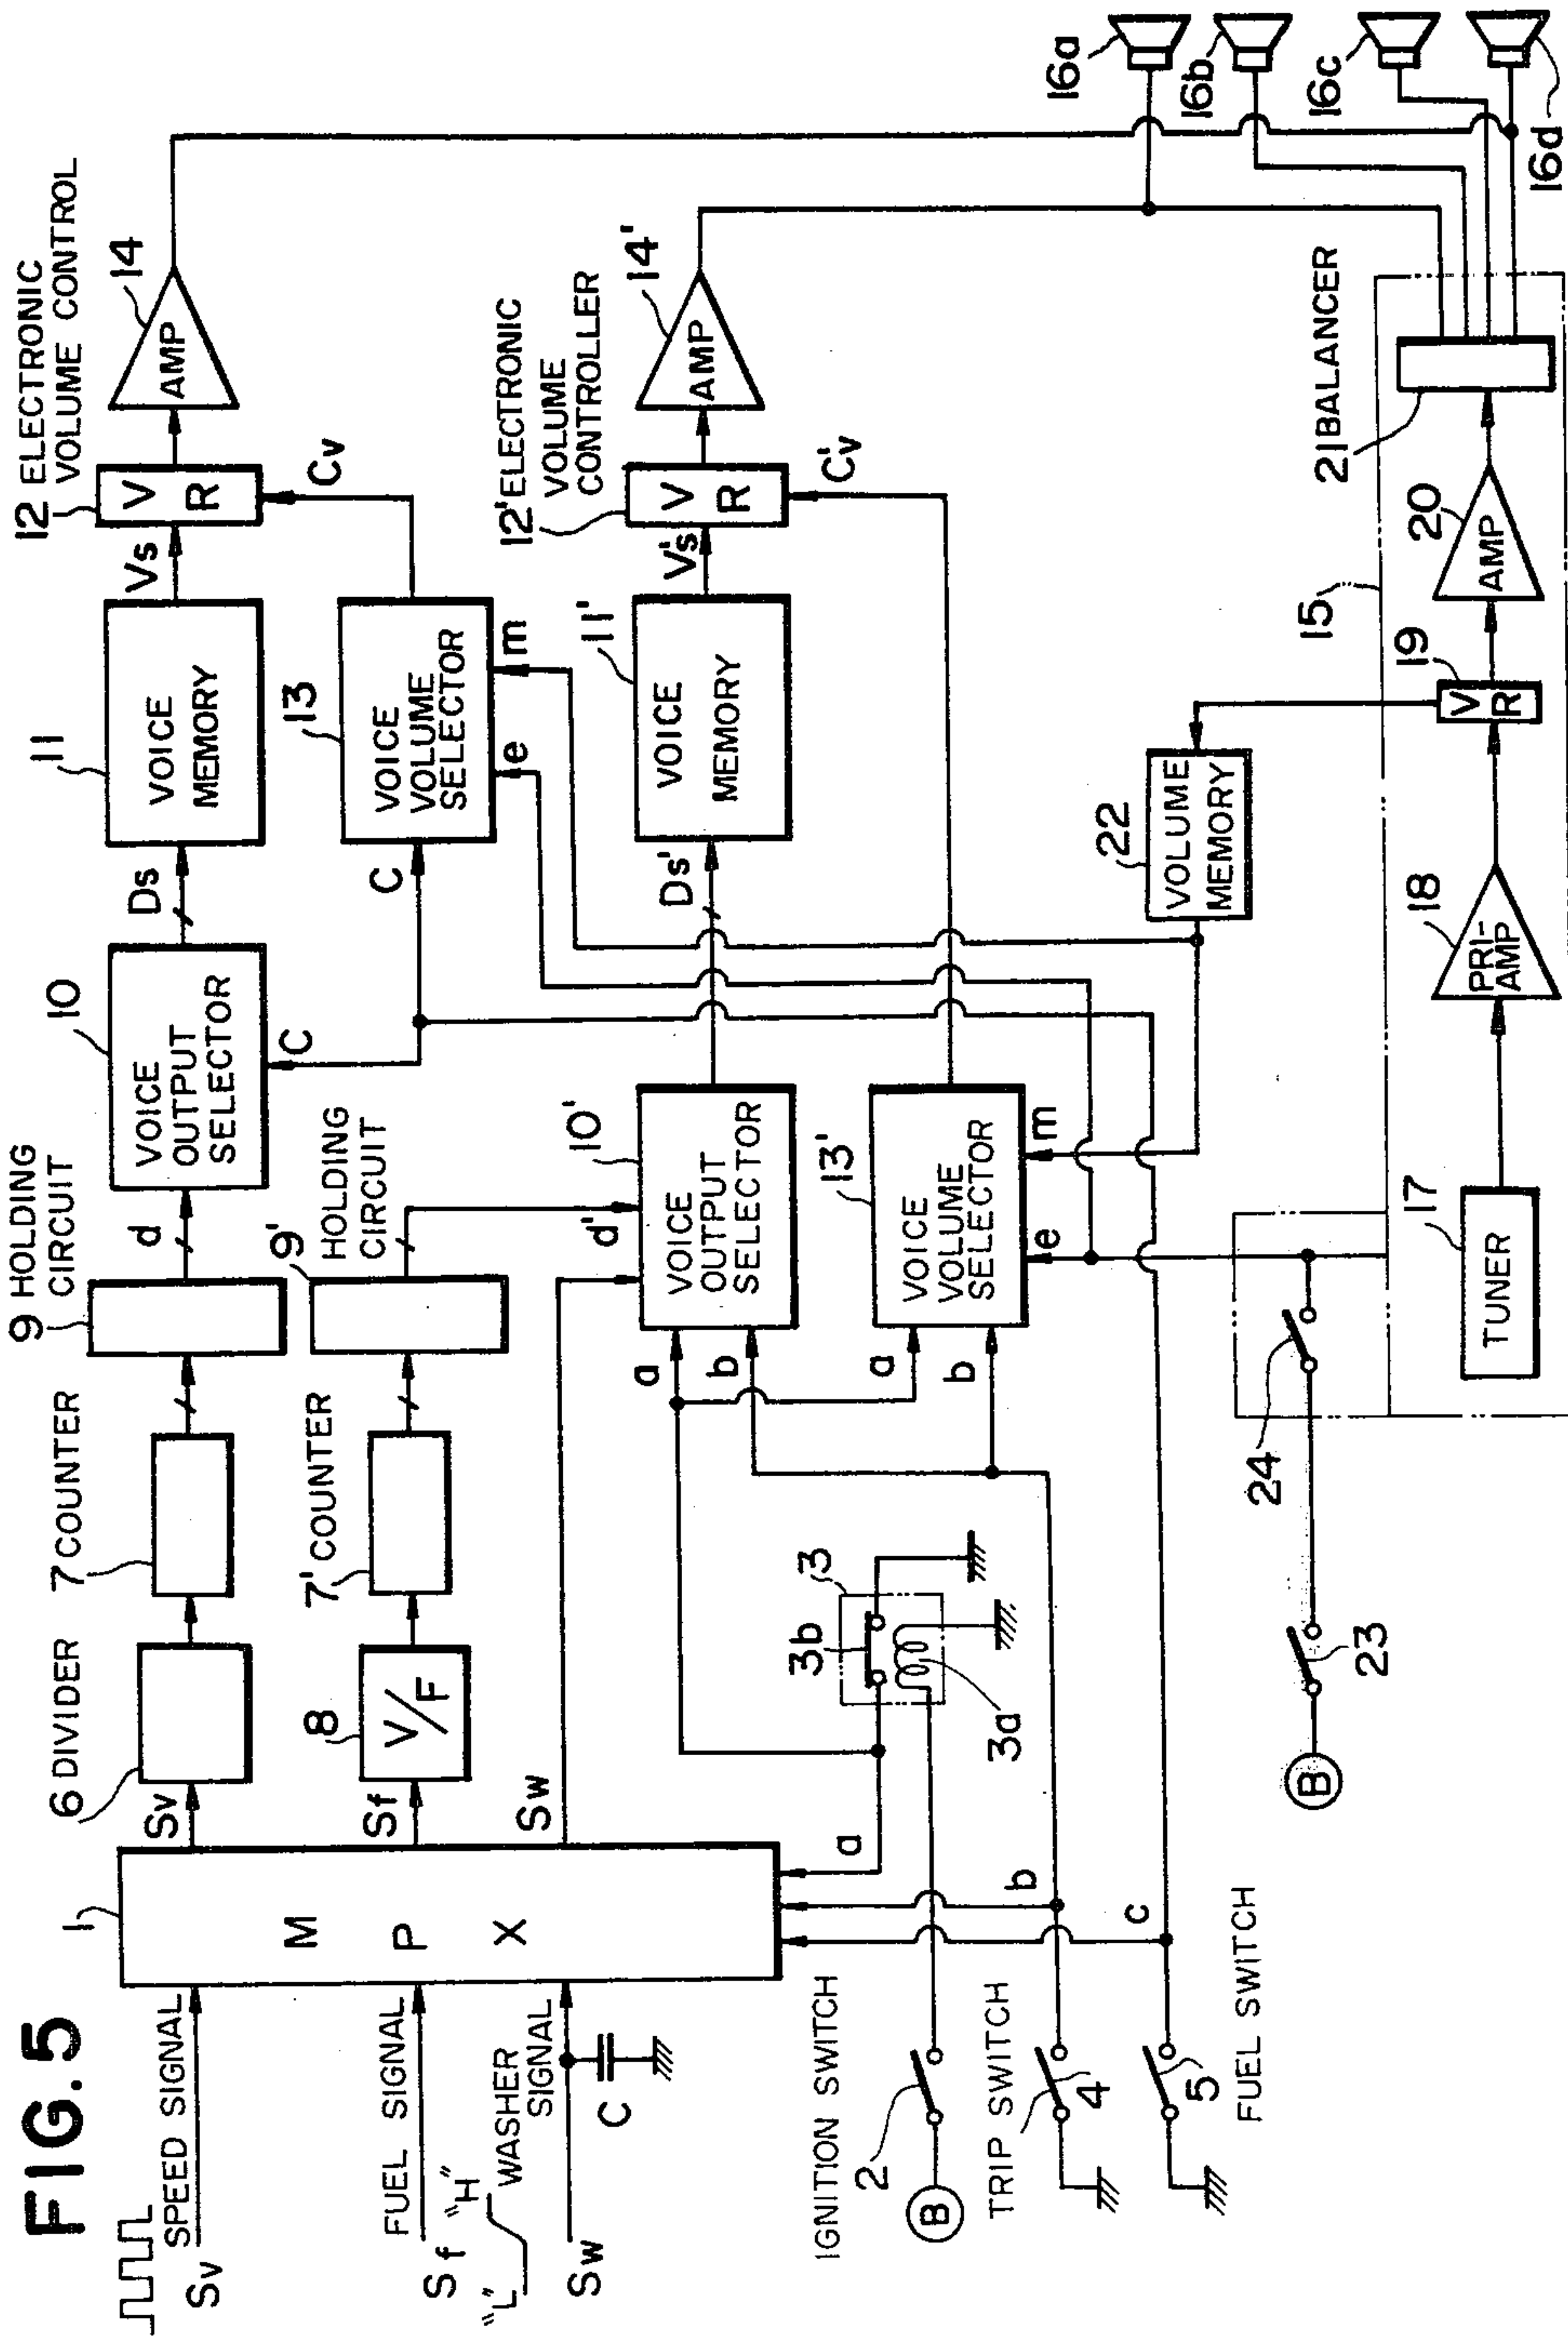 FIG. 5
SPEED SIGNAL
Sv
FUEL SIGNAL
Sf
"H"
"L"
WASHER
SIGNAL
Sw
C
1
M P X
Sv
Sf
Sw
6 DIVIDER
8
V/F
7 COUNTER
7' COUNTER
9 HOLDING
CIRCUIT
9'
HOLDING
CIRCUIT
d
d'
10
VOICE
OUTPUT
SELECTOR
C
Ds
11
VOICE
MEMORY
Vs
12 ELECTRONIC
VOLUME CONTROL
V
R
Cv
14
AMP
13
VOICE
VOLUME
SELECTOR
C
e
m
10'
VOICE
OUTPUT
SELECTOR
a
b
Ds'
11'
VOICE
MEMORY
V's
12' ELECTRONIC
VOLUME
CONTROLLER
V
R
C'v
14'
AMP
13'
VOICE
VOLUME
SELECTOR
a
b
e
m
IGNITION SWITCH
2
B
3
3b
3a
a
TRIP SWITCH
4
b
5
FUEL SWITCH
c
B
23
24
22
VOLUME
MEMORY
15
17
TUNER
18
PRI-
AMP
19
V
R
20
AMP
21 BALANCER
16a
16b
16c
16d